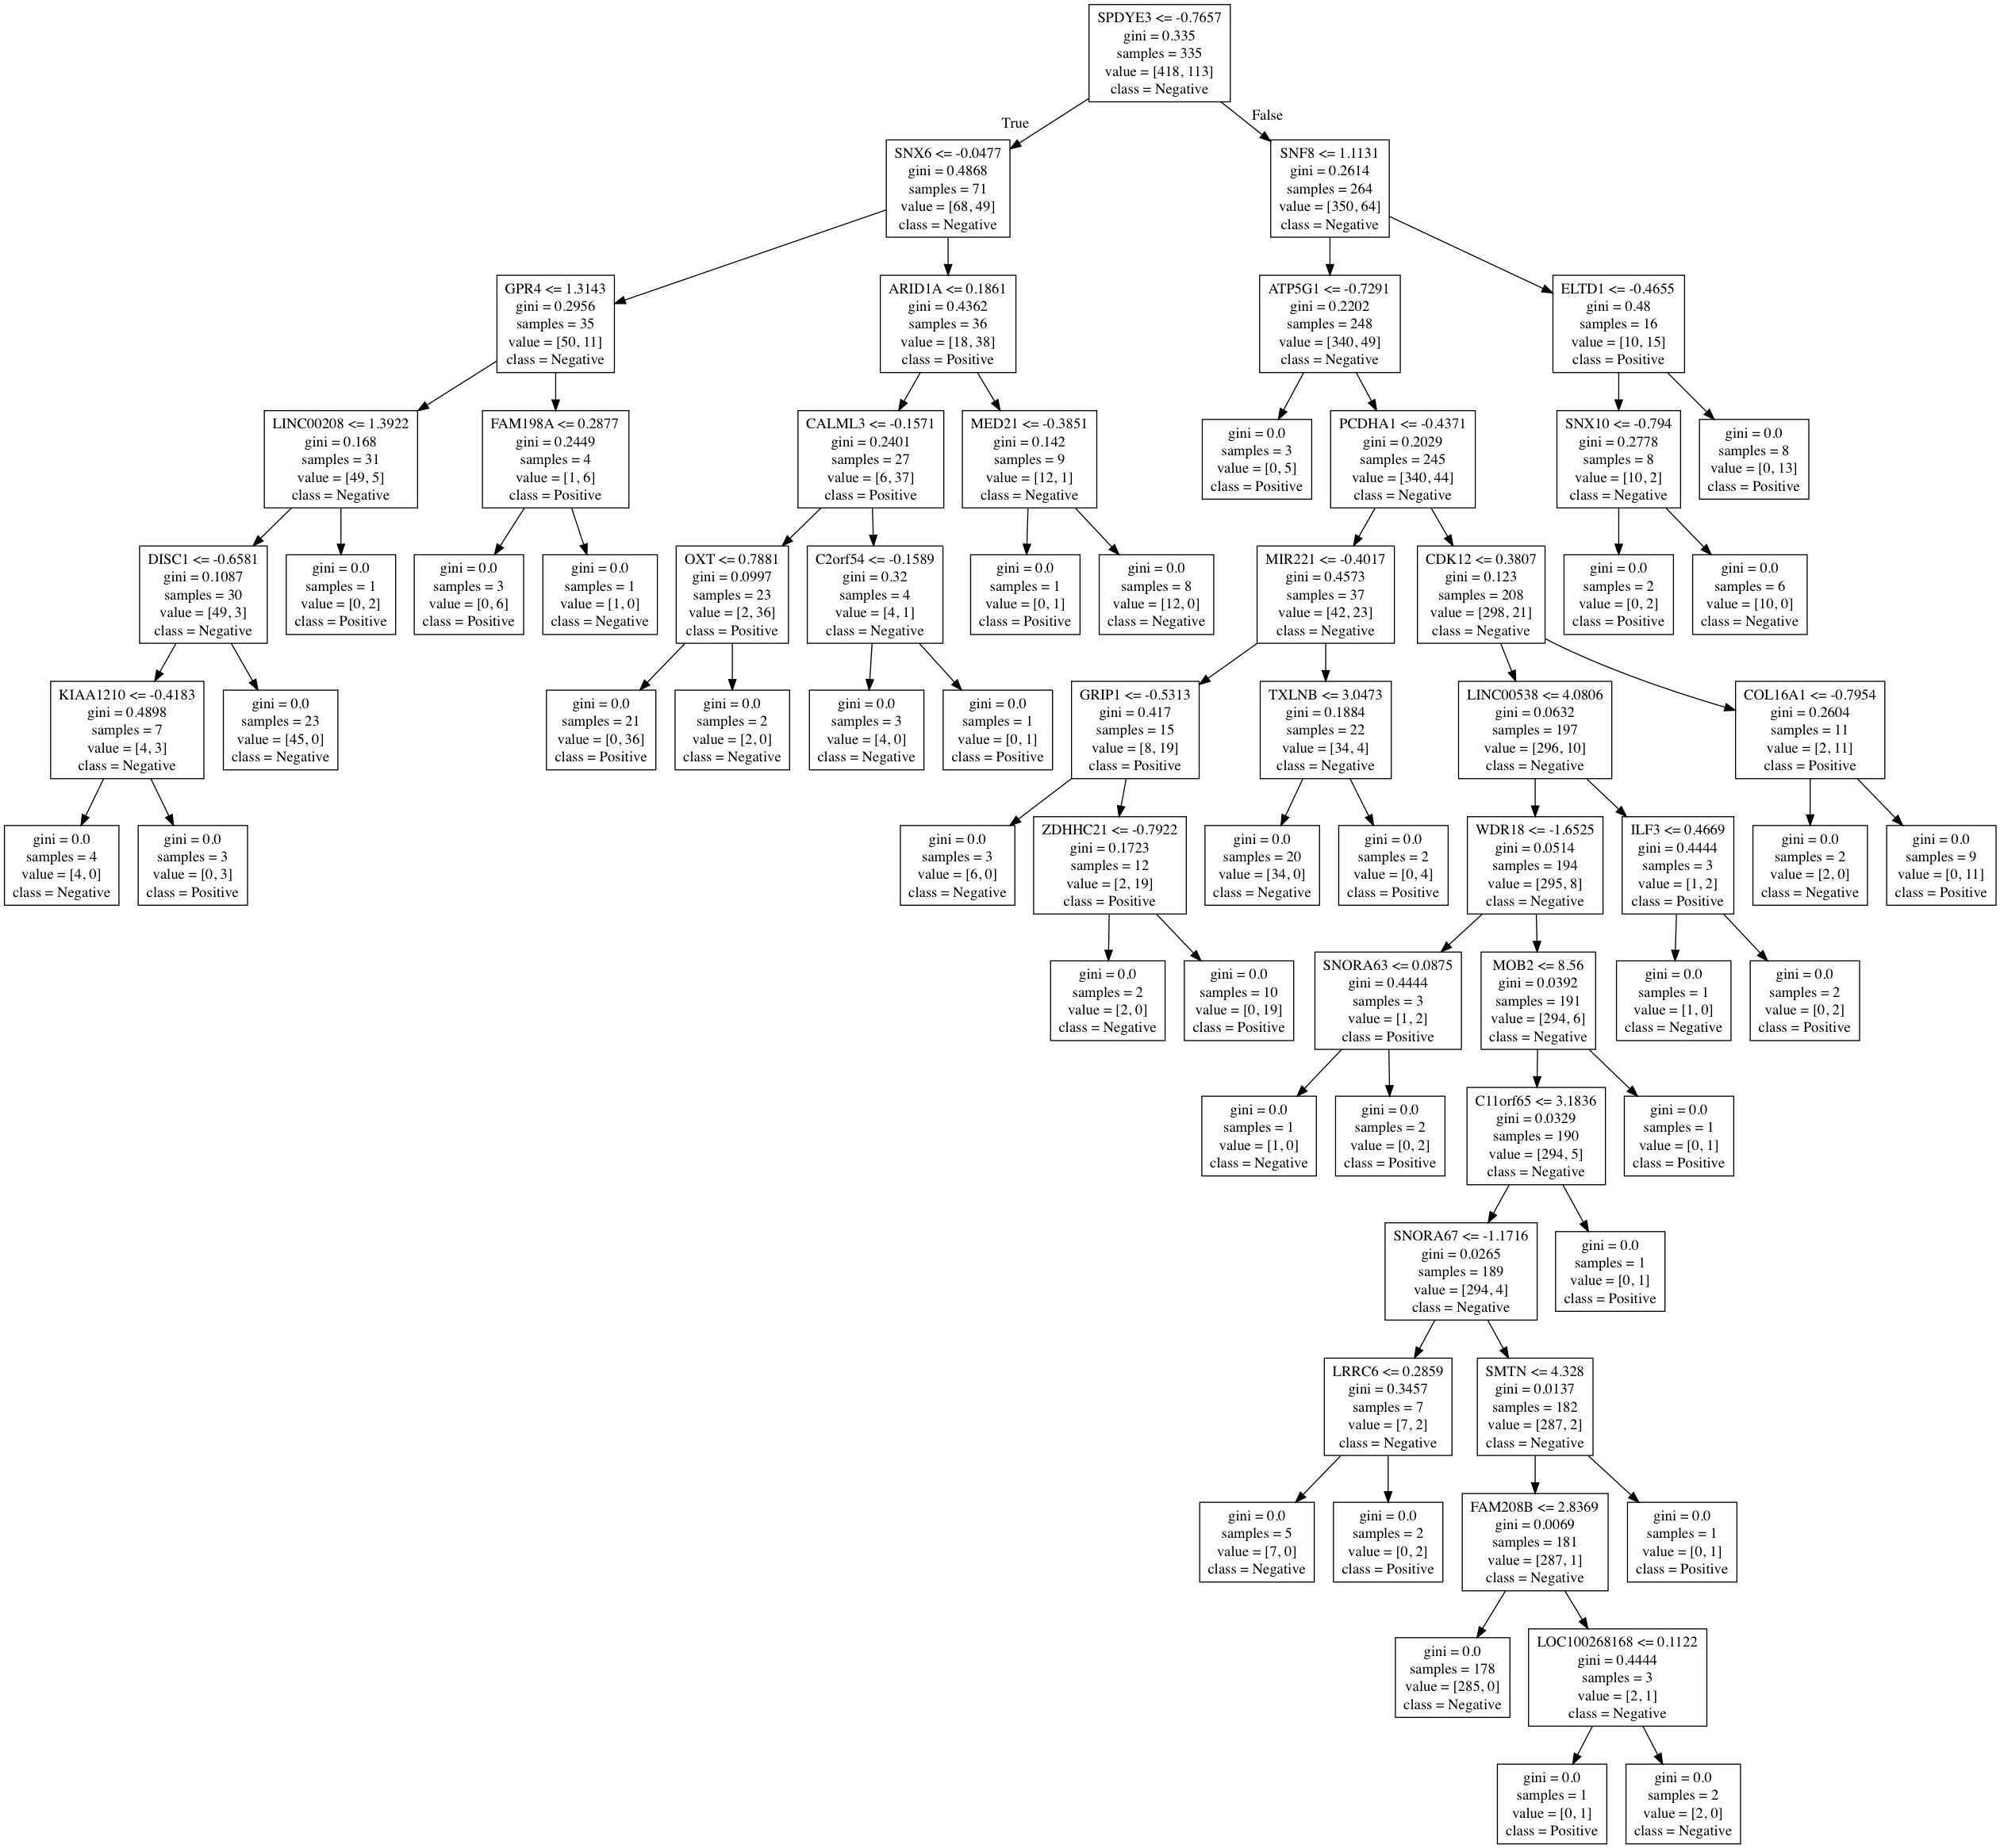 SPDYE3 <= -0.7657
gini = 0.335
samples = 335
value = [418, 113]
class = Negative
True
False
SNX6 <= -0.0477
gini = 0.4868
samples = 71
value = [68, 49]
class = Negative
SNF8 <= 1.1131
gini = 0.2614
samples = 264
value = [350, 64]
class = Negative
GPR4 <= 1.3143
gini = 0.2956
samples = 35
value = [50, 11]
class = Negative
ARID1A <= 0.1861
gini = 0.4362
samples = 36
value = [18, 38]
class = Positive
ATP5G1 <= -0.7291
gini = 0.2202
samples = 248
value = [340, 49]
class = Negative
ELTD1 <= -0.4655
gini = 0.48
samples = 16
value = [10, 15]
class = Positive
LINC00208 <= 1.3922
gini = 0.168
samples = 31
value = [49, 5]
class = Negative
FAM198A <= 0.2877
gini = 0.2449
samples = 4
value = [1, 6]
class = Positive
CALML3 <= -0.1571
gini = 0.2401
samples = 27
value = [6, 37]
class = Positive
MED21 <= -0.3851
gini = 0.142
samples = 9
value = [12, 1]
class = Negative
gini = 0.0
samples = 3
value = [0, 5]
class = Positive
PCDHA1 <= -0.4371
gini = 0.2029
samples = 245
value = [340, 44]
class = Negative
SNX10 <= -0.794
gini = 0.2778
samples = 8
value = [10, 2]
class = Negative
gini = 0.0
samples = 8
value = [0, 13]
class = Positive
DISC1 <= -0.6581
gini = 0.1087
samples = 30
value = [49, 3]
class = Negative
gini = 0.0
samples = 1
value = [0, 2]
class = Positive
gini = 0.0
samples = 3
value = [0, 6]
class = Positive
gini = 0.0
samples = 1
value = [1, 0]
class = Negative
OXT <= 0.7881
gini = 0.0997
samples = 23
value = [2, 36]
class = Positive
C2orf54 <= -0.1589
gini = 0.32
samples = 4
value = [4, 1]
class = Negative
gini = 0.0
samples = 1
value = [0, 1]
class = Positive
gini = 0.0
samples = 8
value = [12, 0]
class = Negative
MIR221 <= -0.4017
gini = 0.4573
samples = 37
value = [42, 23]
class = Negative
CDK12 <= 0.3807
gini = 0.123
samples = 208
value = [298, 21]
class = Negative
gini = 0.0
samples = 2
value = [0, 2]
class = Positive
gini = 0.0
samples = 6
value = [10, 0]
class = Negative
KIAA1210 <= -0.4183
gini = 0.4898
samples = 7
value = [4, 3]
class = Negative
gini = 0.0
samples = 23
value = [45, 0]
class = Negative
gini = 0.0
samples = 21
value = [0, 36]
class = Positive
gini = 0.0
samples = 2
value = [2, 0]
class = Negative
gini = 0.0
samples = 3
value = [4, 0]
class = Negative
gini = 0.0
samples = 1
value = [0, 1]
class = Positive
GRIP1 <= -0.5313
gini = 0.417
samples = 15
value = [8, 19]
class = Positive
TXLNB <= 3.0473
gini = 0.1884
samples = 22
value = [34, 4]
class = Negative
LINC00538 <= 4.0806
gini = 0.0632
samples = 197
value = [296, 10]
class = Negative
COL16A1 <= -0.7954
gini = 0.2604
samples = 11
value = [2, 11]
class = Positive
gini = 0.0
samples = 4
value = [4, 0]
class = Negative
gini = 0.0
samples = 3
value = [0, 3]
class = Positive
gini = 0.0
samples = 3
value = [6, 0]
class = Negative
ZDHHC21 <= -0.7922
gini = 0.1723
samples = 12
value = [2, 19]
class = Positive
gini = 0.0
samples = 20
value = [34, 0]
class = Negative
gini = 0.0
samples = 2
value = [0, 4]
class = Positive
WDR18 <= -1.6525
gini = 0.0514
samples = 194
value = [295, 8]
class = Negative
ILF3 <= 0.4669
gini = 0.4444
samples = 3
value = [1, 2]
class = Positive
gini = 0.0
samples = 2
value = [2, 0]
class = Negative
gini = 0.0
samples = 9
value = [0, 11]
class = Positive
gini = 0.0
samples = 2
value = [2, 0]
class = Negative
gini = 0.0
samples = 10
value = [0, 19]
class = Positive
SNORA63 <= 0.0875
gini = 0.4444
samples = 3
value = [1, 2]
class = Positive
MOB2 <= 8.56
gini = 0.0392
samples = 191
value = [294, 6]
class = Negative
gini = 0.0
samples = 1
value = [1, 0]
class = Negative
gini = 0.0
samples = 2
value = [0, 2]
class = Positive
gini = 0.0
samples = 1
value = [1, 0]
class = Negative
gini = 0.0
samples = 2
value = [0, 2]
class = Positive
C11orf65 <= 3.1836
gini = 0.0329
samples = 190
value = [294, 5]
class = Negative
gini = 0.0
samples = 1
value = [0, 1]
class = Positive
SNORA67 <= -1.1716
gini = 0.0265
samples = 189
value = [294, 4]
class = Negative
gini = 0.0
samples = 1
value = [0, 1]
class = Positive
LRRC6 <= 0.2859
gini = 0.3457
samples = 7
value = [7, 2]
class = Negative
SMTN <= 4.328
gini = 0.0137
samples = 182
value = [287, 2]
class = Negative
gini = 0.0
samples = 5
value = [7, 0]
class = Negative
gini = 0.0
samples = 2
value = [0, 2]
class = Positive
FAM208B <= 2.8369
gini = 0.0069
samples = 181
value = [287, 1]
class = Negative
gini = 0.0
samples = 1
value = [0, 1]
class = Positive
gini = 0.0
samples = 178
value = [285, 0]
class = Negative
LOC100268168 <= 0.1122
gini = 0.4444
samples = 3
value = [2, 1]
class = Negative
gini = 0.0
samples = 1
value = [0, 1]
class = Positive
gini = 0.0
samples = 2
value = [2, 0]
class = Negative